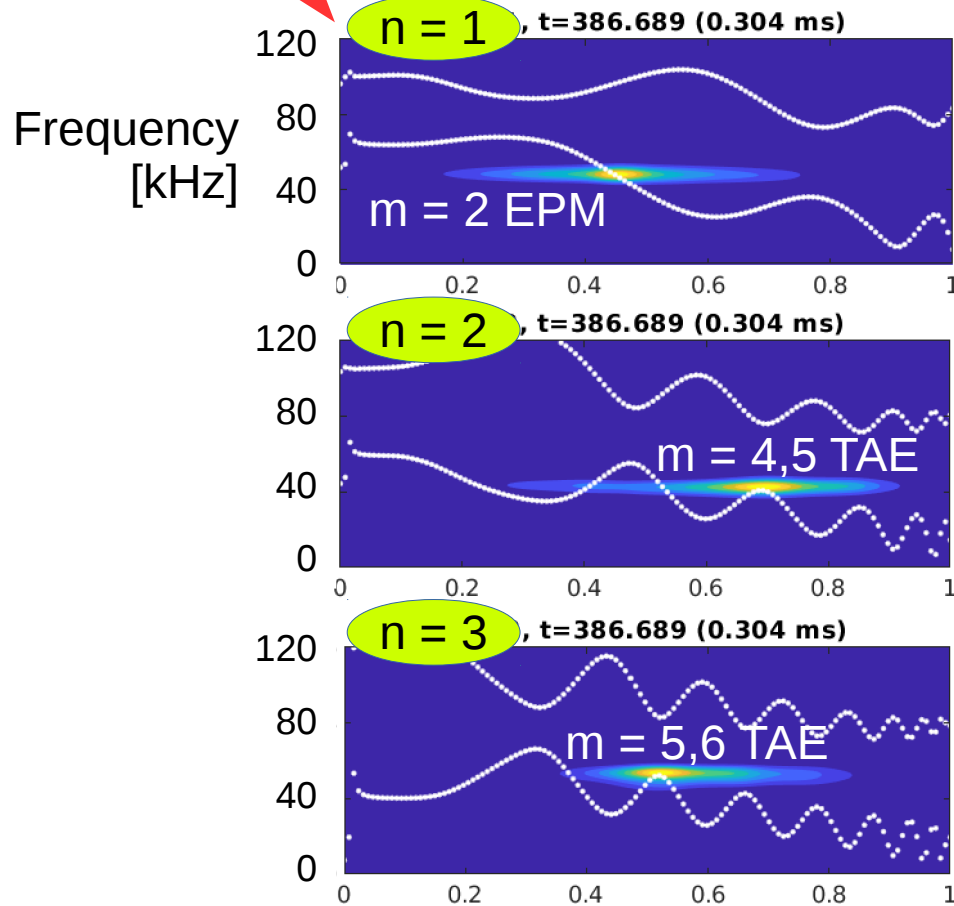 n = 1 , t=386.689 (0.304 ms)
120
Frequency
[kHz]
80
40
0
m = 2 EPM
0 0.2 0.4 0.6 0.8 1
n = 2 , t=386.689 (0.304 ms)
120
80
40
0
m = 4,5 TAE
0 0.2 0.4 0.6 0.8 1
n = 3 , t=386.689 (0.304 ms)
120
80
40
0
m = 5,6 TAE
0 0.2 0.4 0.6 0.8 1